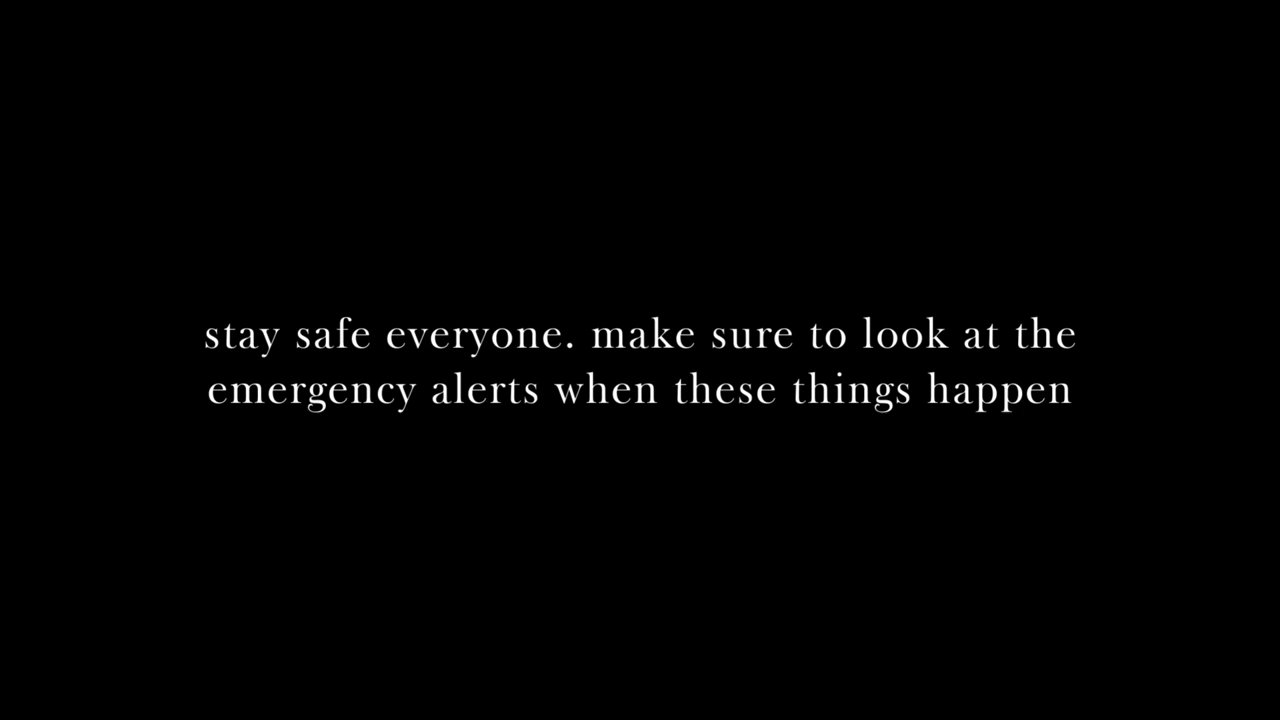 stay safe everyone. make sure to look at the
emergency alerts when these things happen